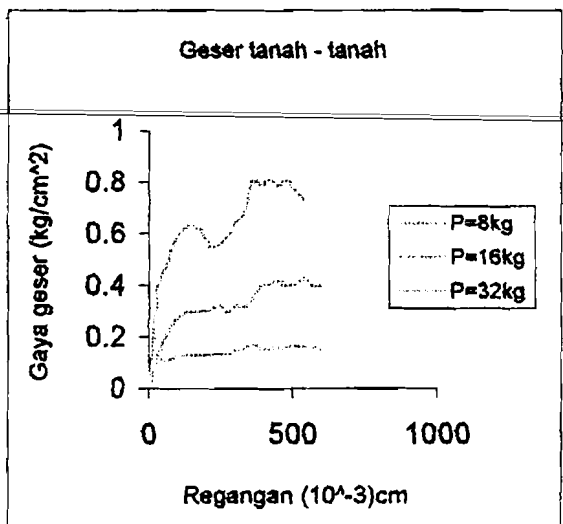 Geser tanah - tanah
Gaya geser (kg/cm^2)
1
0.8
0.6
0.4
0.2
0
0
500
1000
Regangan (10^-3)cm
P=8kg
P=16kg
P=32kg